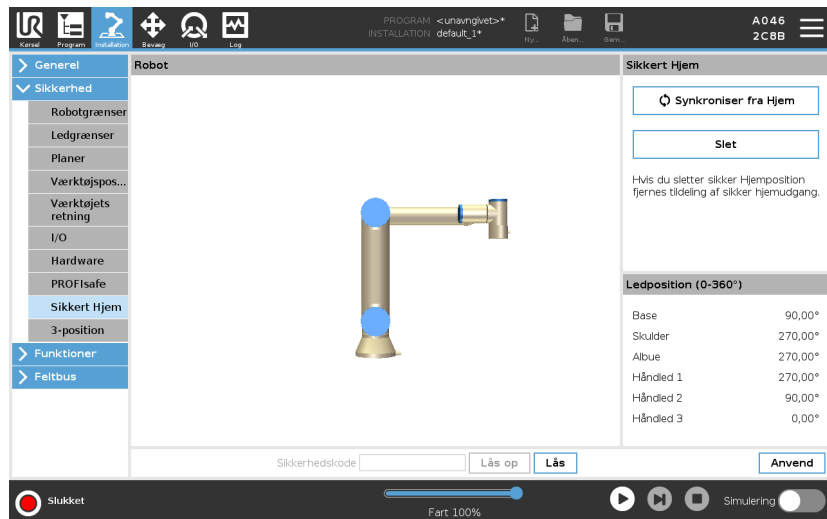 UR
PROGRAM <unavngivet>*
INSTALLATION default_1*
A046
2C8B
Kørsel Program Installation Bevæg I/O Log Ny... Åben... Gem...
Generel
Sikkerhed
Robotgrænser
Ledgrænser
Planer
Værktøjspos...
Værktøjets
retning
I/O
Hardware
PROFIsafe
Sikkert Hjem
3-position
Funktioner
Feltbus
Robot
Sikkert Hjem
Synkroniser fra Hjem
Slet
Hvis du sletter sikker Hjemposition
fjernes tildeling af sikker hjemudgang.
Ledposition (0-360°)
Base 90,00°
Skulder 270,00°
Albue 270,00°
Håndled 1 270,00°
Håndled 2 90,00°
Håndled 3 0,00°
Sikkerhedskode Lås op Lås Anvend
Slukket
Fart 100%
Simulering